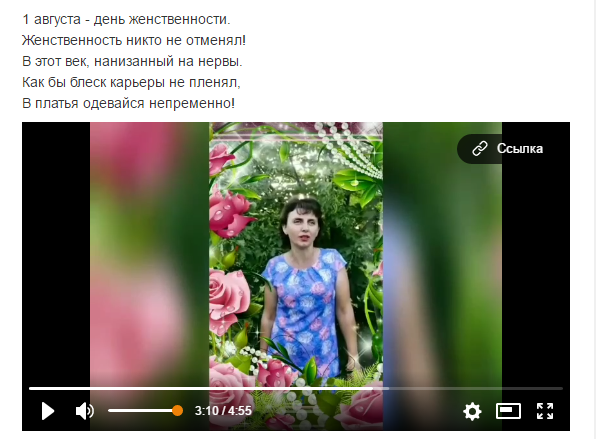 1 августа - день женственности.
Женственность никто не отменял!
В этот век, нанизанный на нервы.
Как бы блеск карьеры не пленял,
В платья одевайся непременно!
Ссылка
3:10 / 4:55